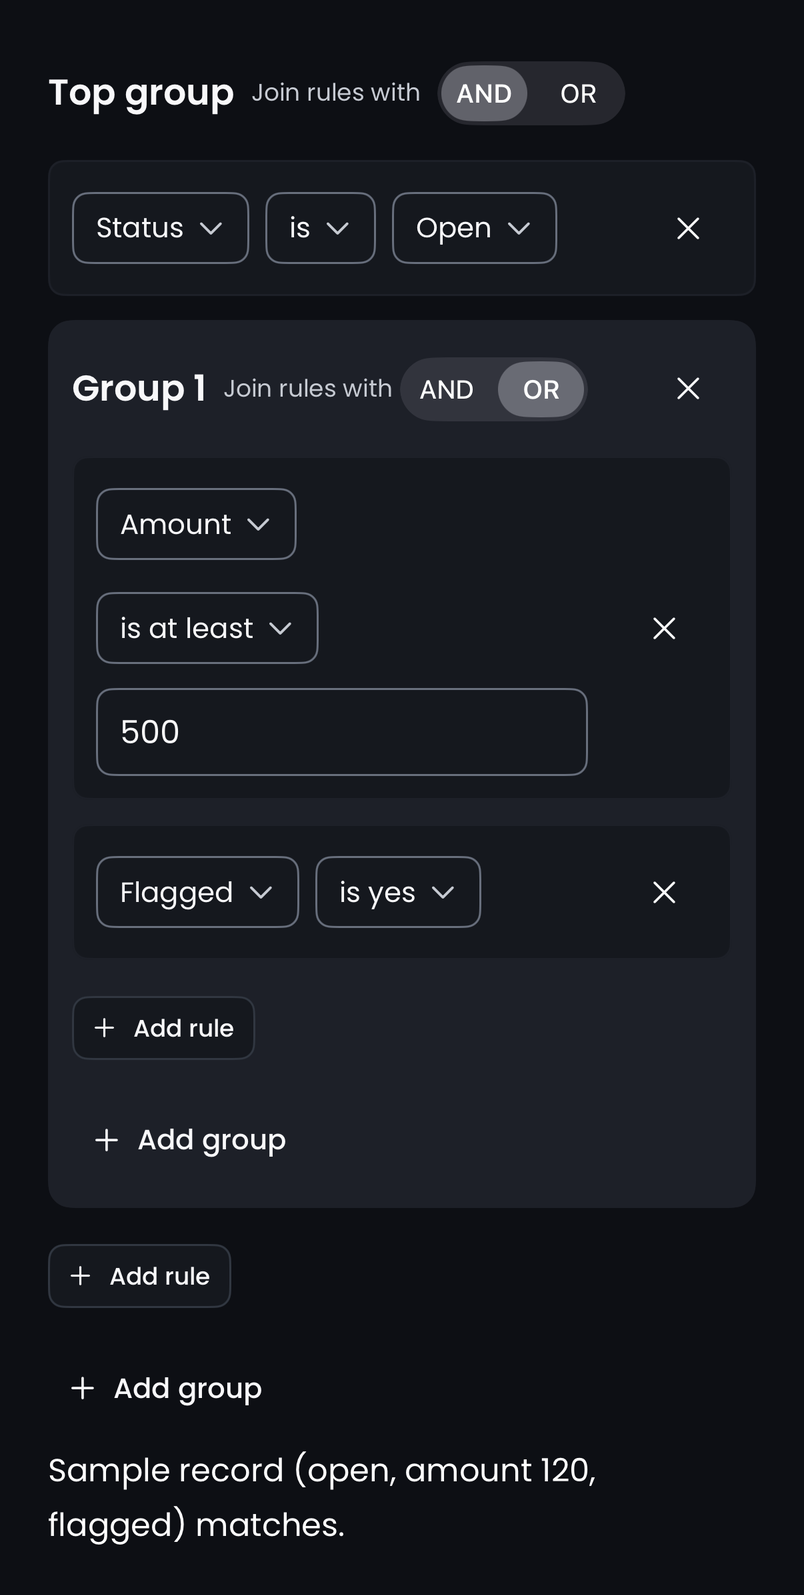 Top group Join rules with AND OR
Status is Open
Group 1 Join rules with AND OR
Amount
is at least
500
Flagged is yes
Add rule
Add group
Add rule
Add group
Sample record (open, amount 120,
flagged) matches.